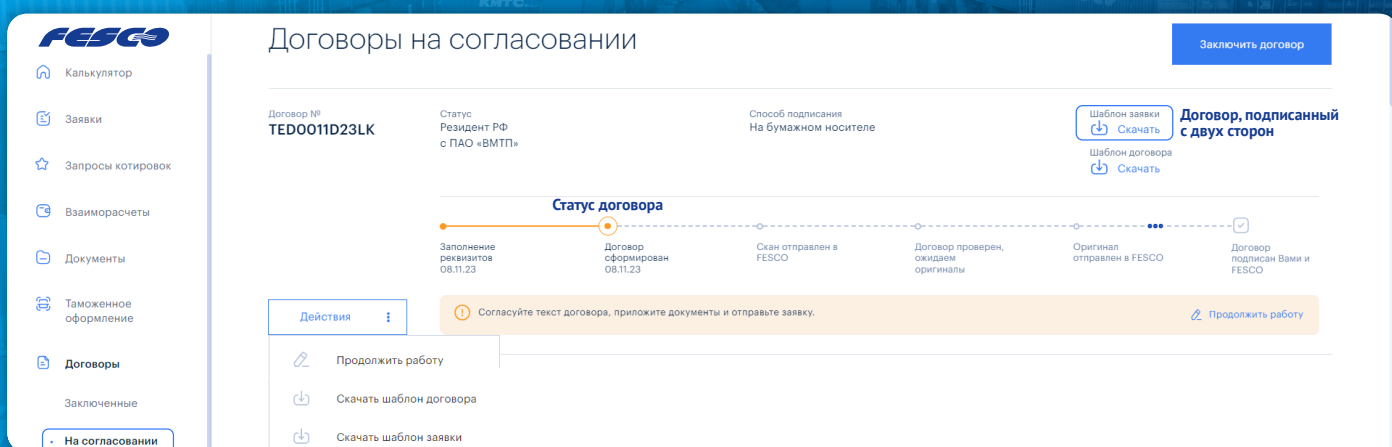 КМТС
FESCO
Договоры на согласовании
Заключить договор
Калькулятор
Заявки
Запросы котировок
Взаиморасчеты
Документы
Таможенное
оформление
Договоры
Заключенные
На согласовании
Договор №
TED0011D23LK
Статус
Резидент РФ
с ПАО «ВМТП»
Способ подписания
На бумажном носителе
Шаблон заявки
Скачать
Договор, подписанный
с двух сторон
Шаблон договора
Скачать
Статус договора
Заполнение
реквизитов
08.11.23
Договор
сформирован
08.11.23
Скан отправлен в
FESCO
Договор проверен,
ожидаем
оригиналы
Оригинал
отправлен в FESCO
Договор
подписан Вами и
FESCO
Действия
Согласуйте текст договора, приложите документы и отправьте заявку.
Продолжить работу
Продолжить работу
Скачать шаблон договора
Скачать шаблон заявки